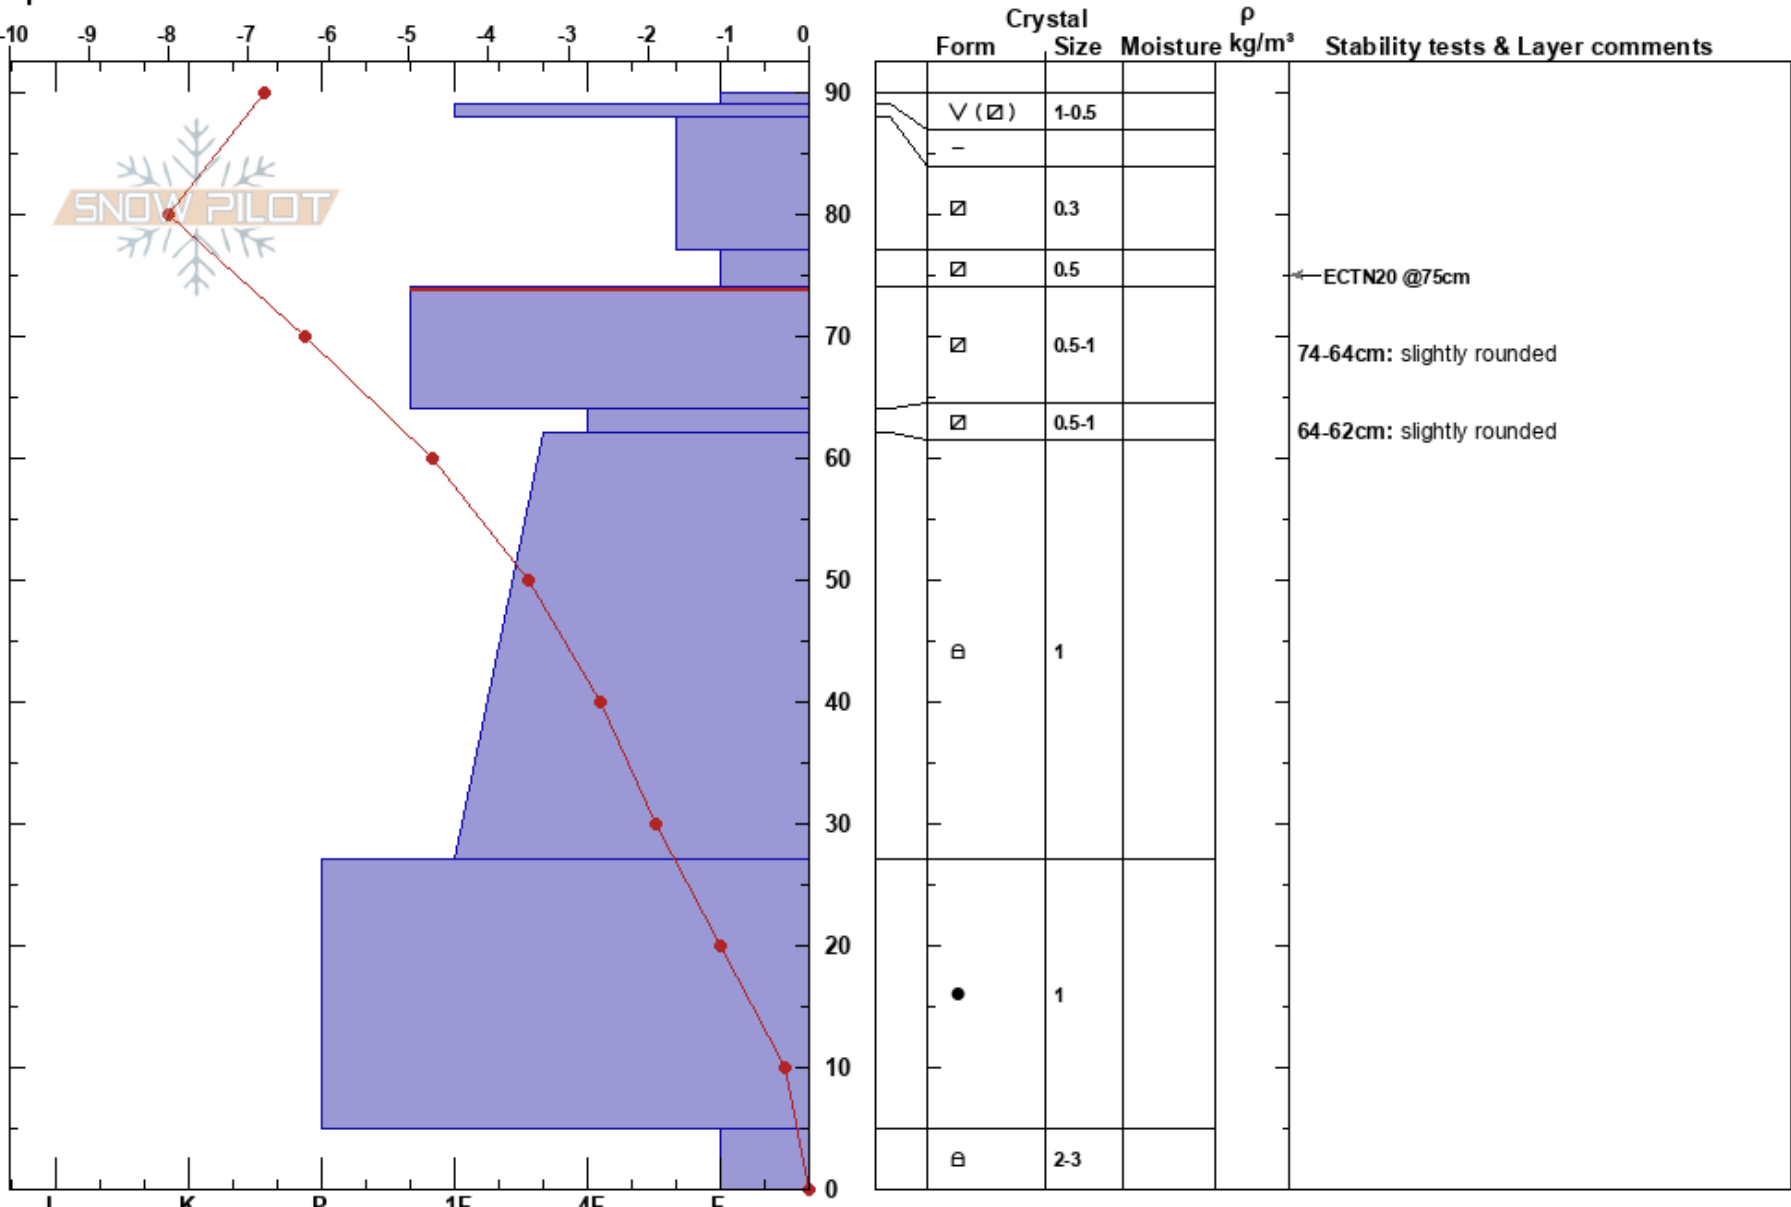 Crystal ρ
-10 -9 -8 -7 -6 -5 -4 -3 -2 -1 0 Form Size Moisture kg/m³ Stability tests & Layer comments
90
1-0.5
SNOW PILOT
80 0.3
0.5
ECTN20 @75cm
70 0.5-1 74-64cm: slightly rounded
0.5-1 64-62cm: slightly rounded
60
50
1
40
30
20
1
10
2-3
0
I K P 1F 4F F